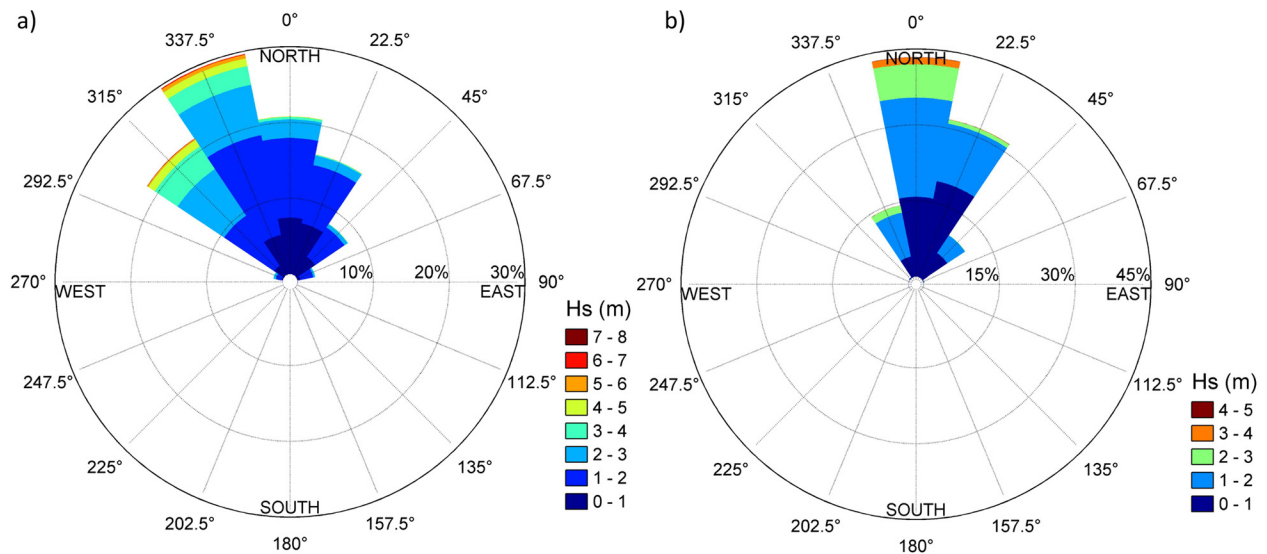 a)
0°
337.5°
22.5°
NORTH
315°
45°
292.5°
67.5°
10%
20%
30%
270°
90°
WEST
EAST
247.5°
112.5°
225°
135°
SOUTH
202.5°
157.5°
180°
Hs (m)
7 - 8
6 - 7
5 - 6
4 - 5
3 - 4
2 - 3
1 - 2
0 - 1
b)
0°
337.5°
22.5°
NORTH
315°
45°
292.5°
67.5°
15%
30%
45%
270°
90°
WEST
EAST
247.5°
112.5°
225°
135°
SOUTH
202.5°
157.5°
180°
Hs (m)
4 - 5
3 - 4
2 - 3
1 - 2
0 - 1